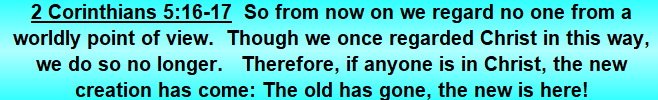 2 Corinthians 5:16-17  So from now on we regard no one from a
worldly point of view.  Though we once regarded Christ in this way,
we do so no longer.   Therefore, if anyone is in Christ, the new
creation has come: The old has gone, the new is here!